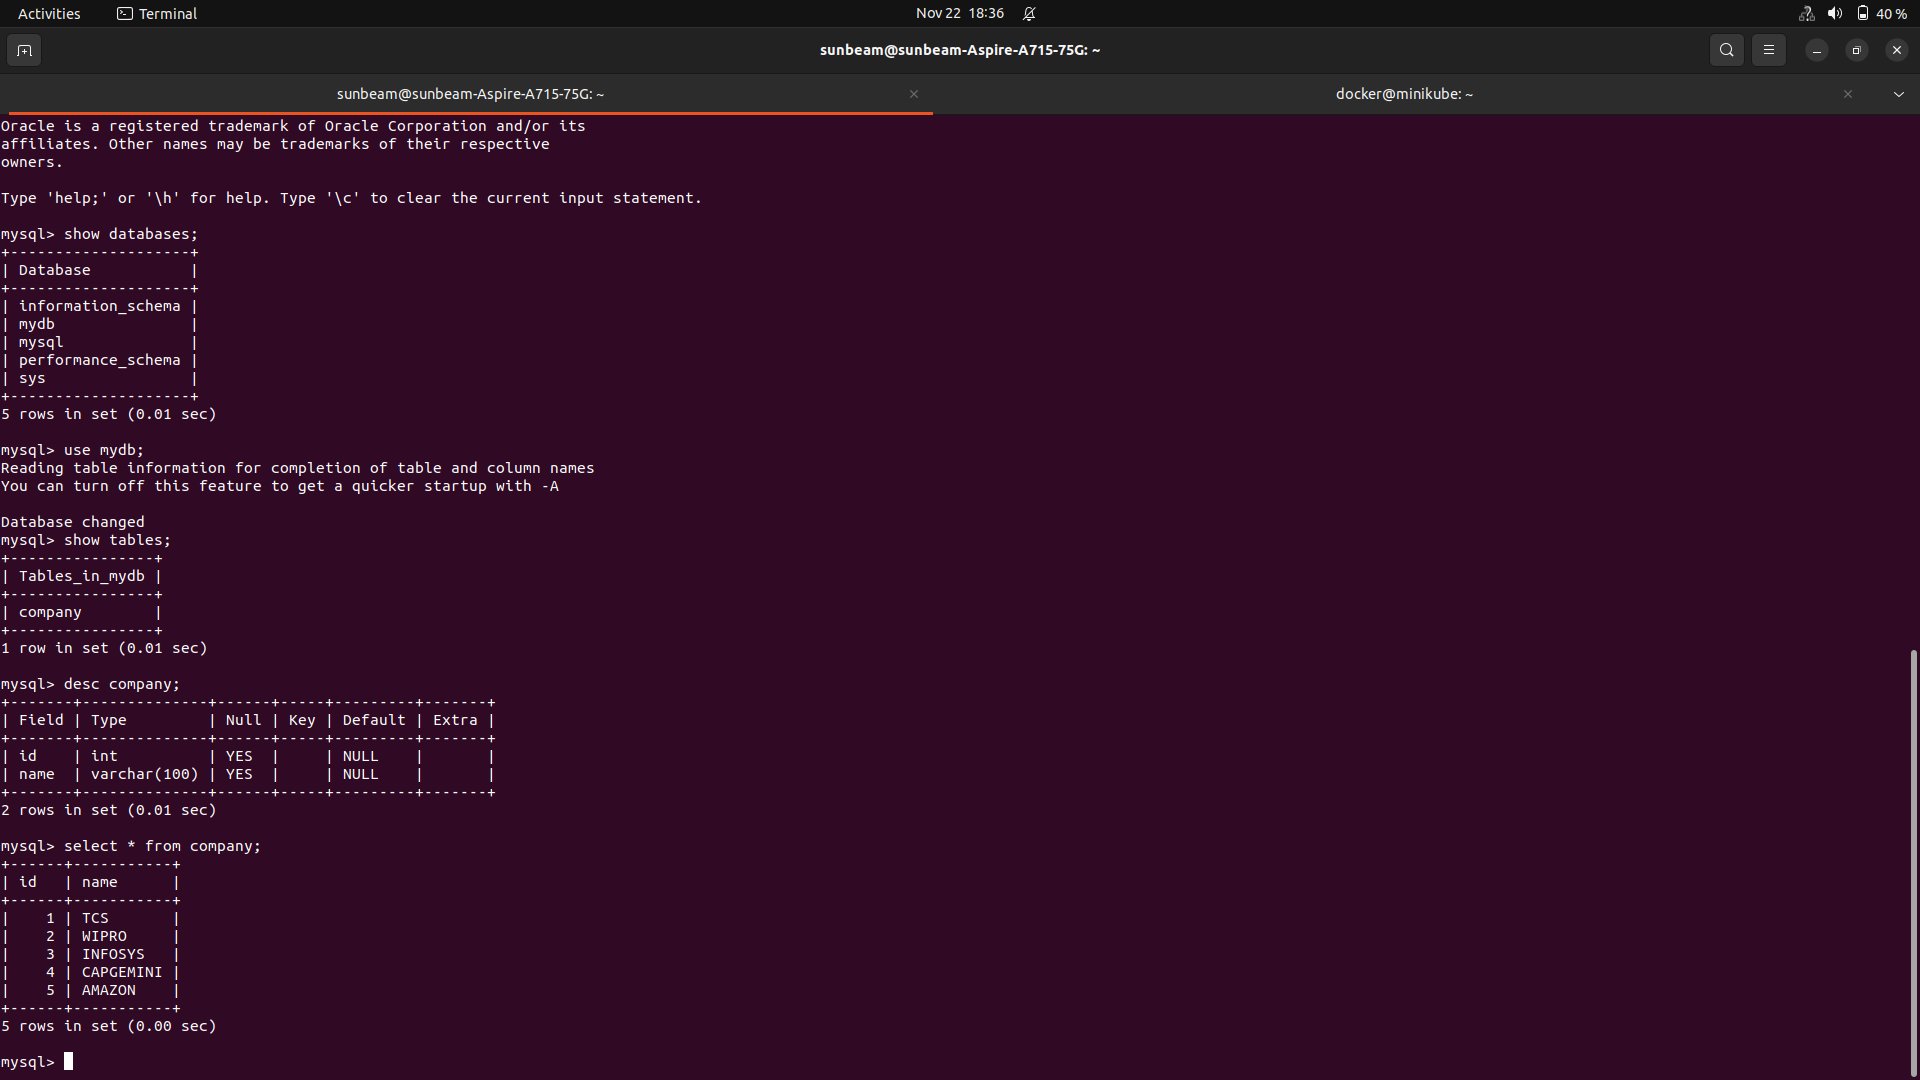 Activities Terminal Nov 22 18:36 40 %
sunbeam@sunbeam-Aspire-A715-75G: ~
sunbeam@sunbeam-Aspire-A715-75G: ~ docker@minikube: ~
Oracle is a registered trademark of Oracle Corporation and/or its
affiliates. Other names may be trademarks of their respective
owners.

Type 'help;' or '\h' for help. Type '\c' to clear the current input statement.

mysql> show databases;
+--------------------+
| Database           |
+--------------------+
| information_schema |
| mydb               |
| mysql              |
| performance_schema |
| sys                |
+--------------------+
5 rows in set (0.01 sec)

mysql> use mydb;
Reading table information for completion of table and column names
You can turn off this feature to get a quicker startup with -A

Database changed
mysql> show tables;
+----------------+
| Tables_in_mydb |
+----------------+
| company        |
+----------------+
1 row in set (0.01 sec)

mysql> desc company;
+-------+--------------+------+-----+---------+-------+
| Field | Type         | Null | Key | Default | Extra |
+-------+--------------+------+-----+---------+-------+
| id    | int          | YES  |     | NULL    |       |
| name  | varchar(100) | YES  |     | NULL    |       |
+-------+--------------+------+-----+---------+-------+
2 rows in set (0.01 sec)

mysql> select * from company;
+------+-----------+
| id   | name      |
+------+-----------+
|    1 | TCS       |
|    2 | WIPRO     |
|    3 | INFOSYS   |
|    4 | CAPGEMINI |
|    5 | AMAZON    |
+------+-----------+
5 rows in set (0.00 sec)

mysql>